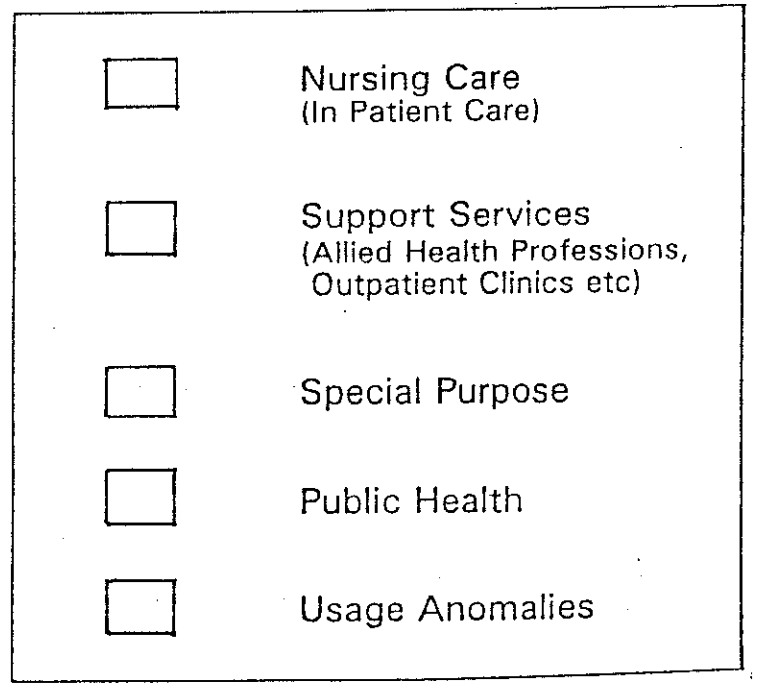 Nursing Care
(In Patient Care)
Support Services
(Allied Health Professions,
Outpatient Clinics etc)
Special Purpose
Public Health
Usage Anomalies